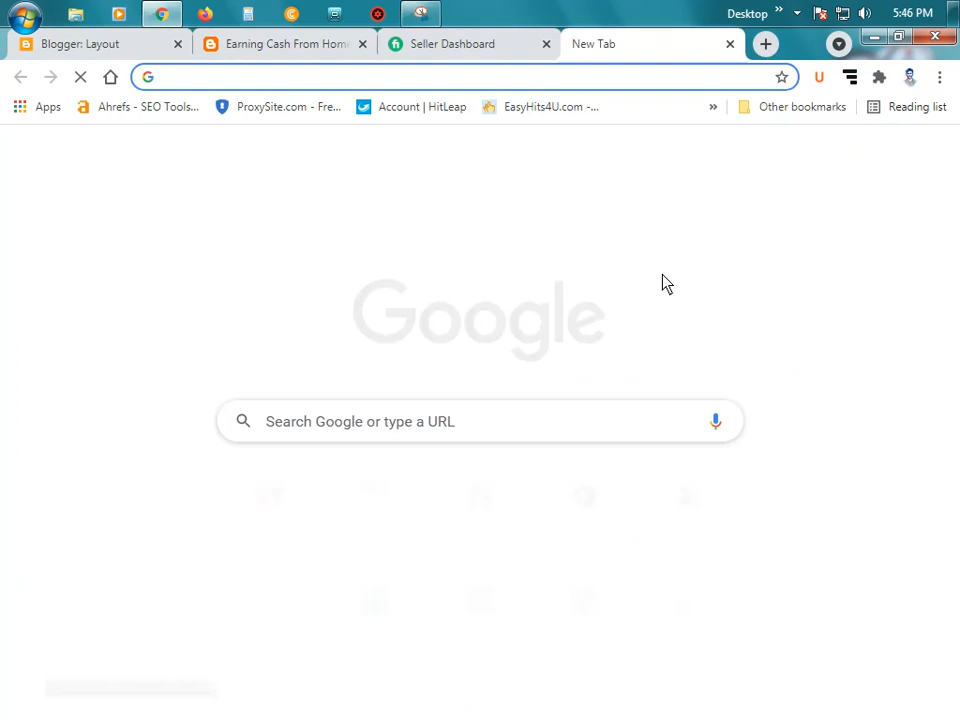 Desktop » 5:46 PM
Blogger: Layout Earning Cash From Hom Seller Dashboard New Tab
Apps Ahrefs - SEO Tools... ProxySite.com - Fre... Account | HitLeap EasyHits4U.com -... » Other bookmarks Reading list
Google
Search Google or type a URL